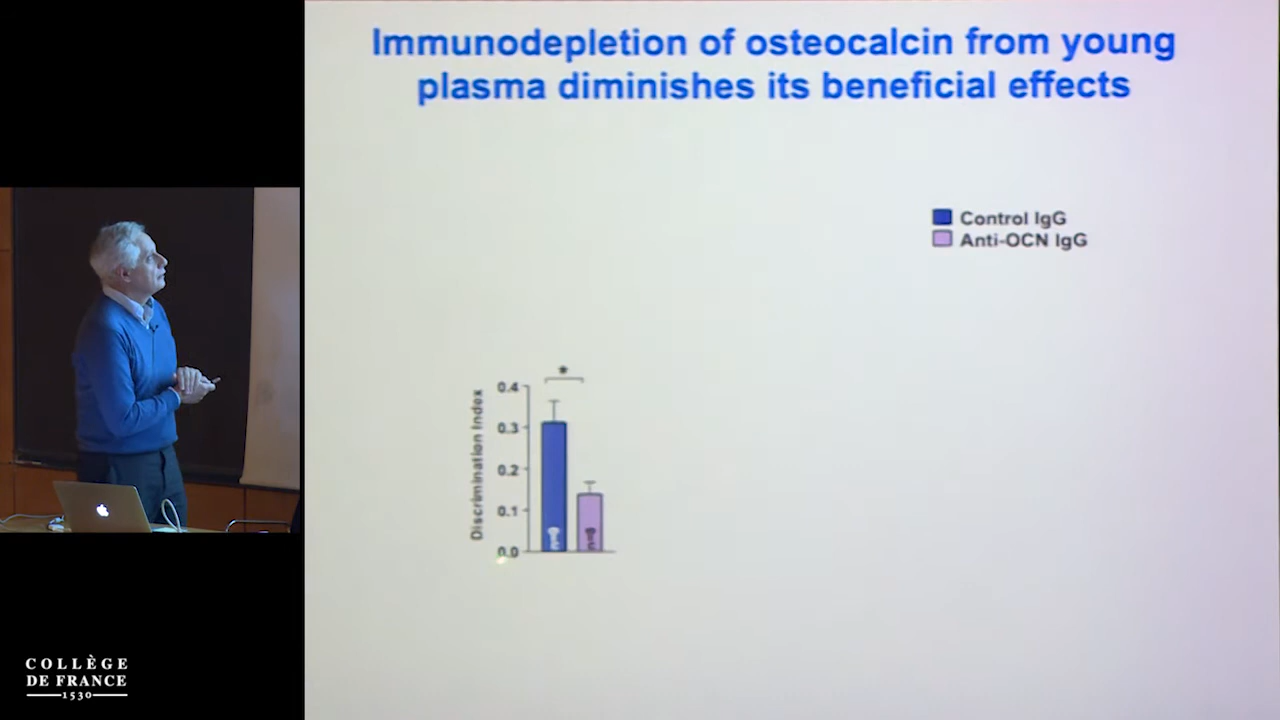 Immunodepletion of osteocalcin from young
plasma diminishes its beneficial effects
Control IgG
Anti-OCN IgG
*
0.4
0.3
0.2
0.1
0.0
Discrimination Index
COLLÈGE
DE FRANCE
1530